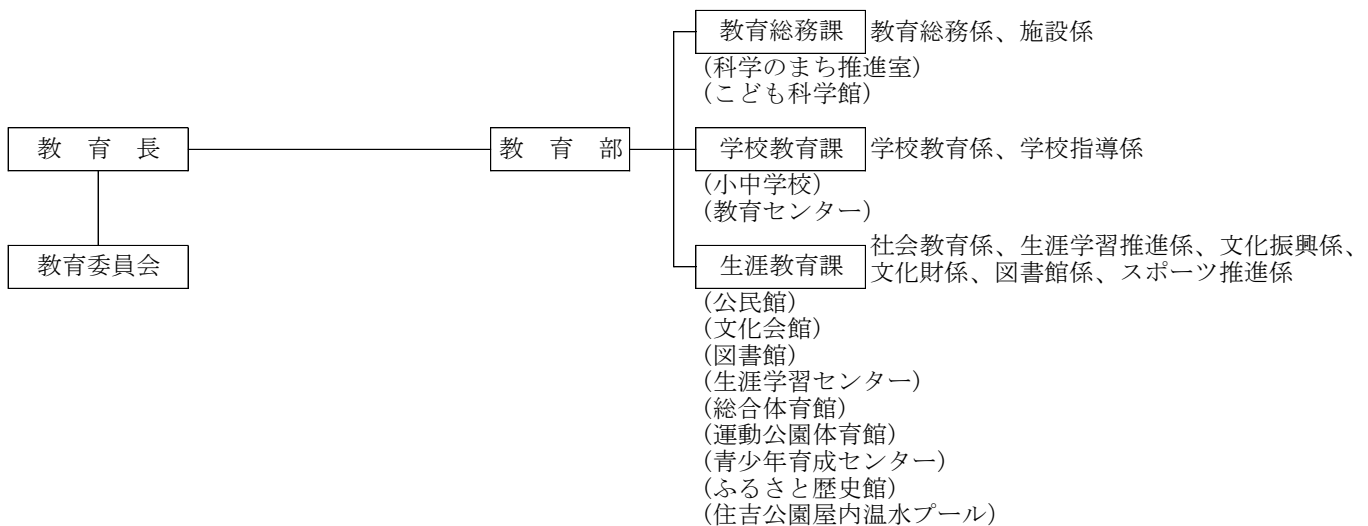 教育総務課 教育総務係、施設係
(科学のまち推進室)
(こども科学館)
教育長 教育部 学校教育課 学校教育係、学校指導係
(小中学校)
(教育センター)
教育委員会 生涯教育課 社会教育係、生涯学習推進係、文化振興係、
文化財係、図書館係、スポーツ推進係
(公民館)
(文化会館)
(図書館)
(生涯学習センター)
(総合体育館)
(運動公園体育館)
(青少年育成センター)
(ふるさと歴史館)
(住吉公園屋内温水プール)